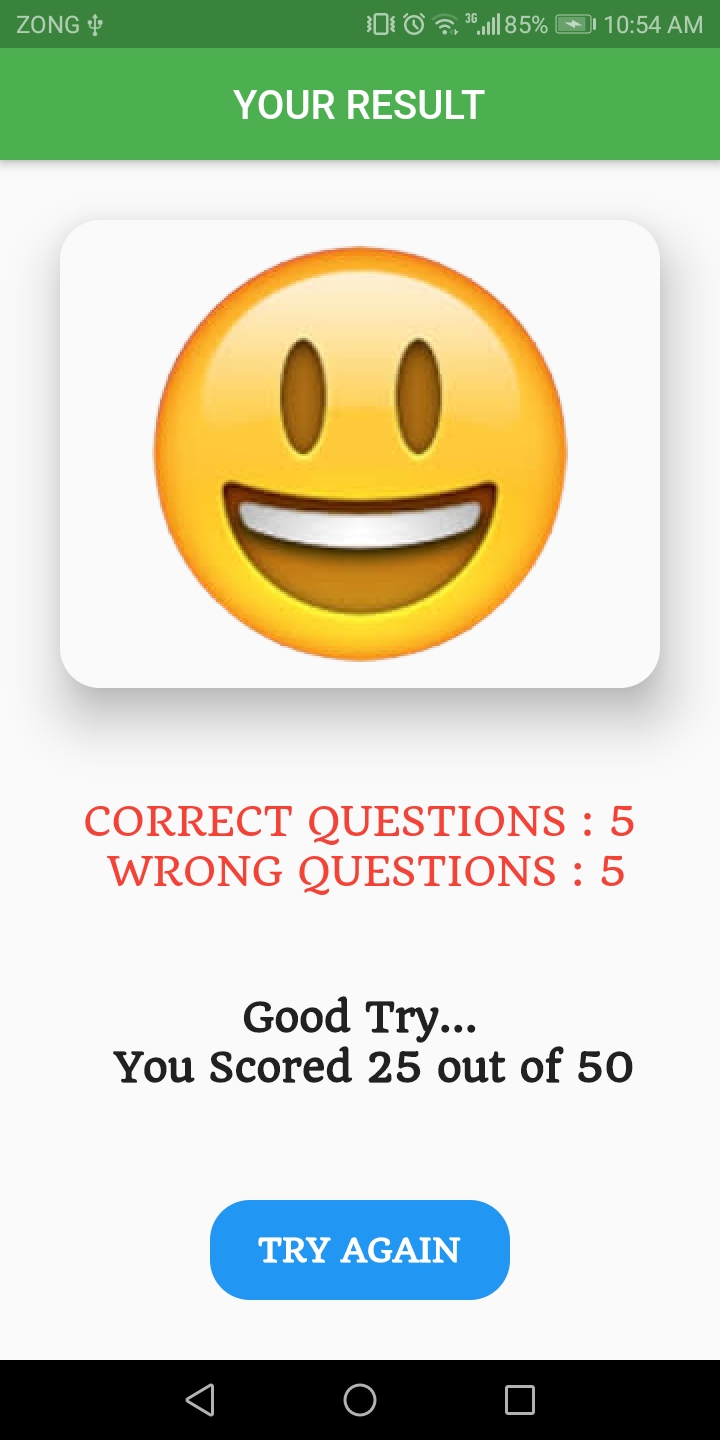 ZONG 3G 85% 10:54 AM
YOUR RESULT
CORRECT QUESTIONS : 5
WRONG QUESTIONS : 5
Good Try...
You Scored 25 out of 50
TRY AGAIN